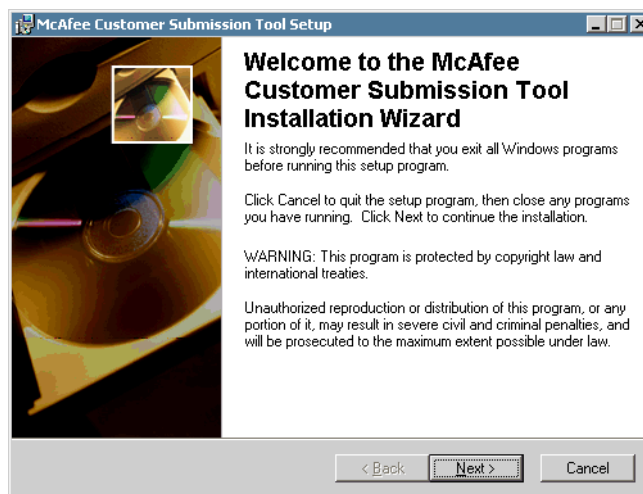 McAfee Customer Submission Tool Setup
Welcome to the McAfee
Customer Submission Tool
Installation Wizard
It is strongly recommended that you exit all Windows programs
before running this setup program.
Click Cancel to quit the setup program, then close any programs
you have running.  Click Next to continue the installation.
WARNING: This program is protected by copyright law and
international treaties.
Unauthorized reproduction or distribution of this program, or any
portion of it, may result in severe civil and criminal penalties, and
will be prosecuted to the maximum extent possible under law.
< Back Next > Cancel